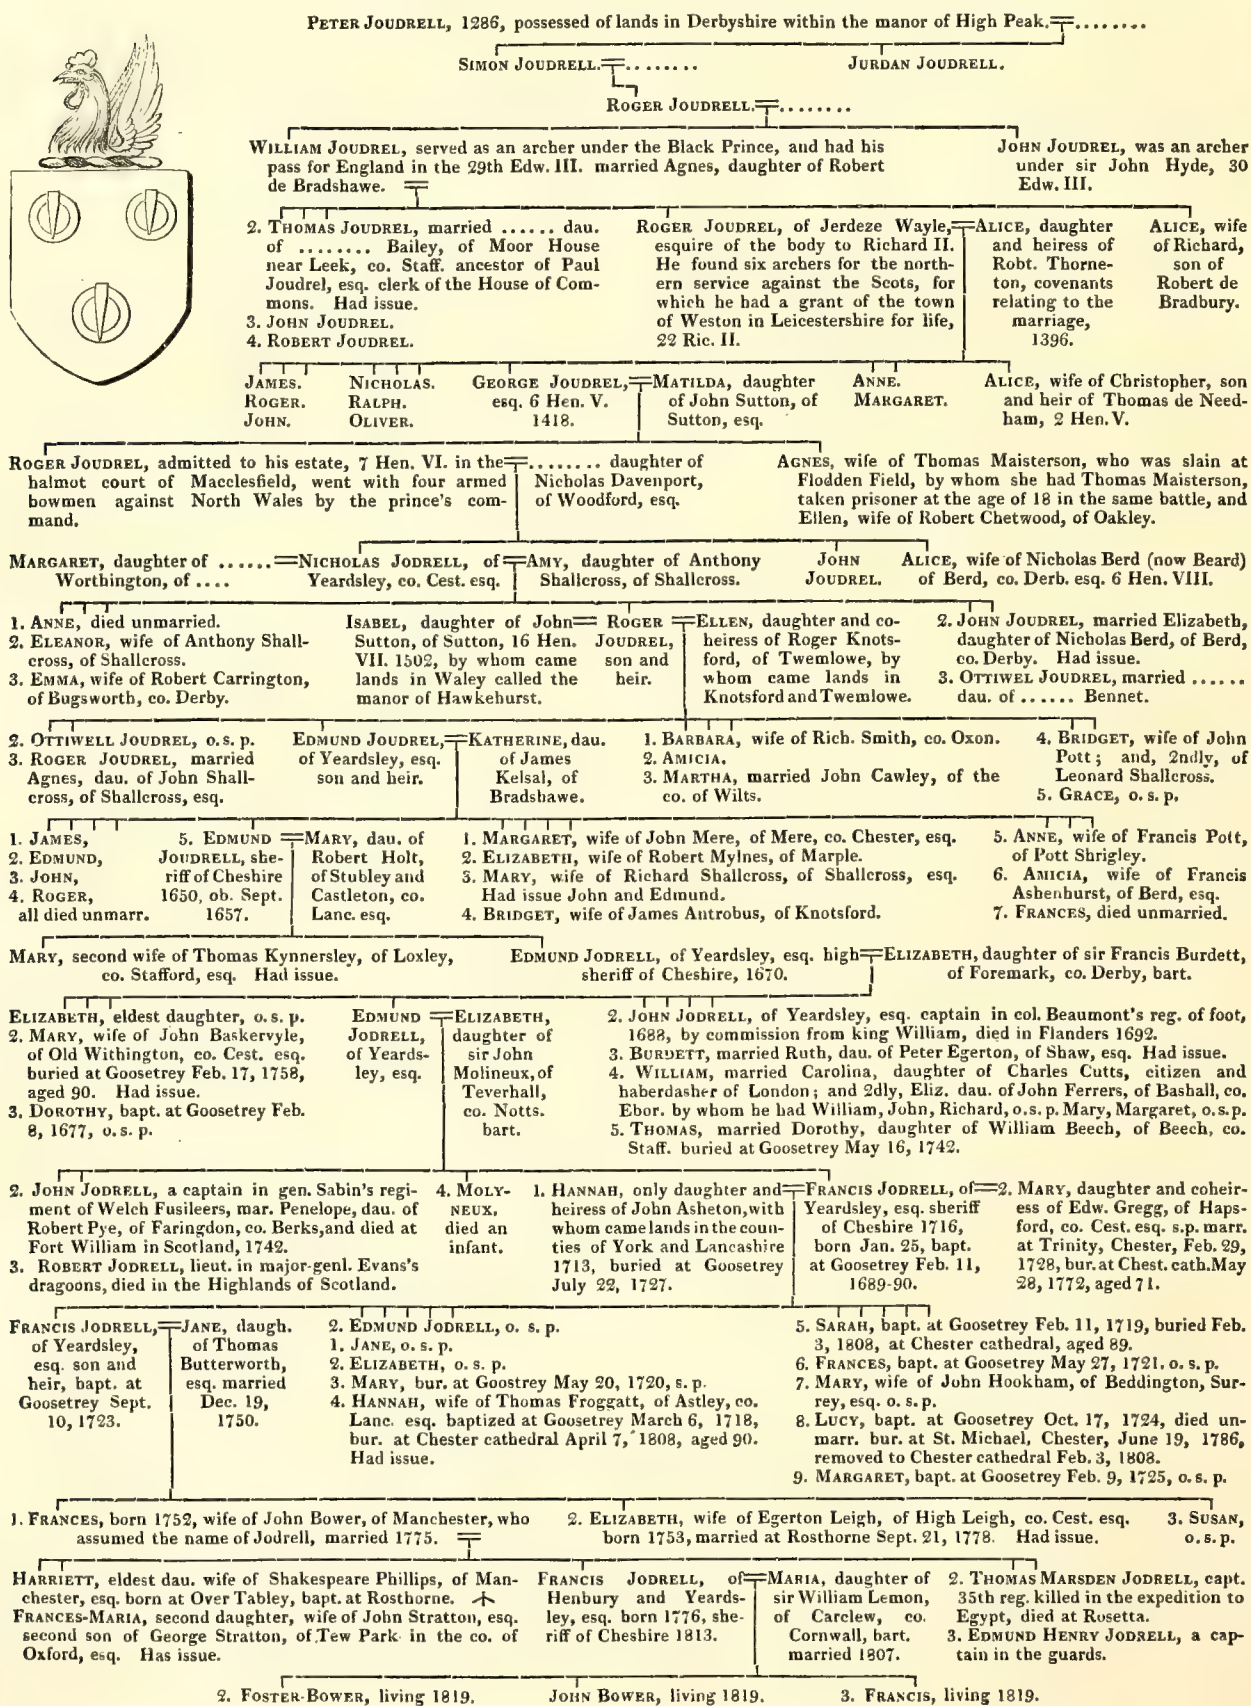 PETER JOUDRELL, 1286, possessed of lands in Derbyshire within the manor of High Peak.=........
SIMON JOUDRELL.=........
JURDAN JOUDRELL.
ROGER JOUDRELL.=........
WILLIAM JOUDREL, served as an archer under the Black Prince, and had his
pass for England in the 29th Edw. III. married Agnes, daughter of Robert
de Bradshawe. =
JOHN JOUDREL, was an archer
under sir John Hyde, 30
Edw. III.
2. THOMAS JOUDREL, married ...... dau.
of ........ Bailey, of Moor House
near Leek, co. Staff. ancestor of Paul
Joudrel, esq. clerk of the House of Com-
mons. Had issue.
3. JOHN JOUDREL.
4. ROBERT JOUDREL.
ROGER JOUDREL, of Jerdeze Wayle,=
esquire of the body to Richard II.
He found six archers for the north-
ern service against the Scots, for
which he had a grant of the town
of Weston in Leicestershire for life,
22 Ric. II.
ALICE, daughter
and heiress of
Robt. Thorne-
ton, covenants
relating to the
marriage,
1396.
ALICE, wife
of Richard,
son of
Robert de
Bradbury.
JAMES.
ROGER.
JOHN.
NICHOLAS.
RALPH.
OLIVER.
GEORGE JOUDREL,=
esq. 6 Hen. V.
1418.
MATILDA, daughter
of John Sutton, of
Sutton, esq.
ANNE.
MARGARET.
ALICE, wife of Christopher, son
and heir of Thomas de Need-
ham, 2 Hen. V.
ROGER JOUDREL, admitted to his estate, 7 Hen. VI. in the=
halmot court of Macclesfield, went with four armed
bowmen against North Wales by the prince's com-
mand.
........ daughter of
Nicholas Davenport,
of Woodford, esq.
AGNES, wife of Thomas Maisterson, who was slain at
Flodden Field, by whom she had Thomas Maisterson,
taken prisoner at the age of 18 in the same battle, and
Ellen, wife of Robert Chetwood, of Oakley.
MARGARET, daughter of ......=
Worthington, of ....
NICHOLAS JODRELL, of=
Yeardsley, co. Cest. esq.
AMY, daughter of Anthony
Shallcross, of Shallcross.
JOHN
JOUDREL.
ALICE, wife of Nicholas Berd (now Beard)
of Berd, co. Derb. esq. 6 Hen. VIII.
1. ANNE, died unmarried.
2. ELEANOR, wife of Anthony Shall-
cross, of Shallcross.
3. EMMA, wife of Robert Carrington,
of Bugsworth, co. Derby.
ISABEL, daughter of John=
Sutton, of Sutton, 16 Hen.
VII. 1502, by whom came
lands in Waley called the
manor of Hawkehurst.
ROGER =
JOUDREL,
son and
heir.
ELLEN, daughter and co-
heiress of Roger Knots-
ford, of Twemlowe, by
whom came lands in
Knotsford and Twemlowe.
2. JOHN JOUDREL, married Elizabeth,
daughter of Nicholas Berd, of Berd,
co. Derby. Had issue.
3. OTTIWEL JOUDREL, married ......
dau. of ...... Bennet.
2. OTTIWELL JOUDREL, o. s. p.
3. ROGER JOUDREL, married
Agnes, dau. of John Shall-
cross, of Shallcross, esq.
EDMUND JOUDREL,=
of Yeardsley, esq.
son and heir.
KATHERINE, dau.
of James
Kelsal, of
Bradshawe.
1. BARBARA, wife of Rich. Smith, co. Oxon.
2. AMICIA.
3. MARTHA, married John Cawley, of the
co. of Wilts.
4. BRIDGET, wife of John
Pott; and, 2ndly, of
Leonard Shallcross.
5. GRACE, o. s. p.
1. JAMES,
2. EDMUND,
3. JOHN,
4. ROGER,
all died unmarr.
5. EDMUND =
JOUDRELL, she-
riff of Cheshire
1650, ob. Sept.
1657.
MARY, dau. of
Robert Holt,
of Stubley and
Castleton, co.
Lanc. esq.
1. MARGARET, wife of John Mere, of Mere, co. Chester, esq.
2. ELIZABETH, wife of Robert Mylnes, of Marple.
3. MARY, wife of Richard Shallcross, of Shallcross, esq.
Had issue John and Edmund.
4. BRIDGET, wife of James Antrobus, of Knotsford.
5. ANNE, wife of Francis Pott,
of Pott Shrigley.
6. AMICIA, wife of Francis
Ashenhurst, of Berd, esq.
7. FRANCES, died unmarried.
MARY, second wife of Thomas Kynnersley, of Loxley,
co. Stafford, esq. Had issue.
EDMUND JODRELL, of Yeardsley, esq. high=
sheriff of Cheshire, 1670.
ELIZABETH, daughter of sir Francis Burdett,
of Foremark, co. Derby, bart.
ELIZABETH, eldest daughter, o. s. p.
2. MARY, wife of John Baskervyle,
of Old Withington, co. Cest. esq.
buried at Goosetrey Feb. 17, 1758,
aged 90. Had issue.
3. DOROTHY, bapt. at Goosetrey Feb.
8, 1677, o. s. p.
EDMUND =
JODRELL,
of Yeards-
ley, esq.
ELIZABETH,
daughter of
sir John
Molineux, of
Teverhall,
co. Notts.
bart.
2. JOHN JODRELL, of Yeardsley, esq. captain in col. Beaumont's reg. of foot,
1688, by commission from king William, died in Flanders 1692.
3. BURDETT, married Ruth, dau. of Peter Egerton, of Shaw, esq. Had issue.
4. WILLIAM, married Carolina, daughter of Charles Cutts, citizen and
haberdasher of London; and 2dly, Eliz. dau. of John Ferrers, of Bashall, co.
Ebor. by whom he had William, John, Richard, o. s. p. Mary, Margaret, o. s. p.
5. THOMAS, married Dorothy, daughter of William Beech, of Beech, co.
Staff. buried at Goosetrey May 16, 1742.
2. JOHN JODRELL, a captain in gen. Sabin's regi-
ment of Welch Fusileers, mar. Penelope, dau. of
Robert Pye, of Faringdon, co. Berks, and died at
Fort William in Scotland, 1742.
3. ROBERT JODRELL, lieut. in major-genl. Evans's
dragoons, died in the Highlands of Scotland.
4. MOLY-
NEUX,
died an
infant.
1. HANNAH, only daughter and=
heiress of John Asheton, with
whom came lands in the coun-
ties of York and Lancashire
1713, buried at Goosetrey
July 22, 1727.
FRANCIS JODRELL, of=
Yeardsley, esq. sheriff
of Cheshire 1716,
born Jan. 25, bapt.
at Goosetrey Feb. 11,
1689-90.
2. MARY, daughter and coheir-
ess of Edw. Gregg, of Haps-
ford, co. Cest. esq. s.p. marr.
at Trinity, Chester, Feb. 29,
1728, bur. at Chest. cath. May
28, 1772, aged 71.
FRANCIS JODRELL,=
of Yeardsley,
esq. son and
heir, bapt. at
Goosetrey Sept.
10, 1723.
JANE, daugh.
of Thomas
Butterworth,
esq. married
Dec. 19,
1750.
2. EDMUND JODRELL, o. s. p.
1. JANE, o. s. p.
2. ELIZABETH, o. s. p.
3. MARY, bur. at Goostrey May 20, 1720, s. p.
4. HANNAH, wife of Thomas Froggatt, of Astley, co.
Lanc. esq. baptized at Goosetrey March 6, 1718,
bur. at Chester cathedral April 7, 1808, aged 90.
Had issue.
5. SARAH, bapt. at Goosetrey Feb. 11, 1719, buried Feb.
3, 1808, at Chester cathedral, aged 89.
6. FRANCES, bapt. at Goosetrey May 27, 1721, o. s. p.
7. MARY, wife of John Hookham, of Beddington, Sur-
rey, esq. o. s. p.
8. LUCY, bapt. at Goosetrey Oct. 17, 1724, died un-
marr. bur. at St. Michael, Chester, June 19, 1786,
removed to Chester cathedral Feb. 3, 1808.
9. MARGARET, bapt. at Goosetrey Feb. 9, 1725, o. s. p.
1. FRANCES, born 1752, wife of John Bower, of Manchester, who
assumed the name of Jodrell, married 1775. =
2. ELIZABETH, wife of Egerton Leigh, of High Leigh, co. Cest. esq.
born 1753, married at Rosthorne Sept. 21, 1778. Had issue.
3. SUSAN,
o. s. p.
HARRIETT, eldest dau. wife of Shakespeare Phillips, of Man-
chester, esq. born at Over Tabley, bapt. at Rosthorne.
FRANCES-MARIA, second daughter, wife of John Stratton, esq.
second son of George Stratton, of Tew Park in the co. of
Oxford, esq. Has issue.
FRANCIS JODRELL, of=
Henbury and Yeards-
ley, esq. born 1776, she-
riff of Cheshire 1813.
MARIA, daughter of
sir William Lemon,
of Carclew, co.
Cornwall, bart.
married 1807.
2. THOMAS MARSDEN JODRELL, capt.
35th reg. killed in the expedition to
Egypt, died at Rosetta.
3. EDMUND HENRY JODRELL, a cap-
tain in the guards.
2. FOSTER-BOWER, living 1819.
JOHN BOWER, living 1819.
3. FRANCIS, living 1819.